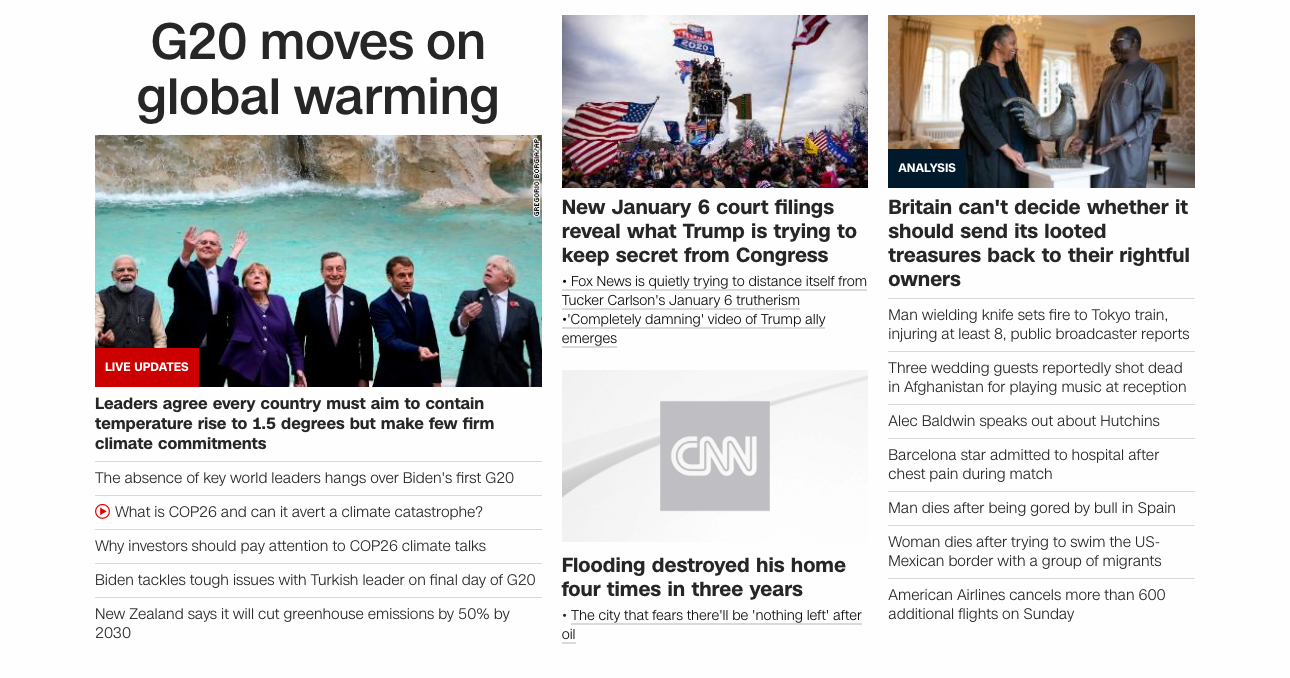 G20 moves on
global warming
GREGORIO BORGIA/AP
LIVE UPDATES
Leaders agree every country must aim to contain
temperature rise to 1.5 degrees but make few firm
climate commitments
The absence of key world leaders hangs over Biden's first G20
What is COP26 and can it avert a climate catastrophe?
Why investors should pay attention to COP26 climate talks
Biden tackles tough issues with Turkish leader on final day of G20
New Zealand says it will cut greenhouse emissions by 50% by
2030
2020
New January 6 court filings
reveal what Trump is trying to
keep secret from Congress
• Fox News is quietly trying to distance itself from
Tucker Carlson's January 6 trutherism
•'Completely damning' video of Trump ally
emerges
CNN
Flooding destroyed his home
four times in three years
• The city that fears there'll be 'nothing left' after
oil
ANALYSIS
Britain can't decide whether it
should send its looted
treasures back to their rightful
owners
Man wielding knife sets fire to Tokyo train,
injuring at least 8, public broadcaster reports
Three wedding guests reportedly shot dead
in Afghanistan for playing music at reception
Alec Baldwin speaks out about Hutchins
Barcelona star admitted to hospital after
chest pain during match
Man dies after being gored by bull in Spain
Woman dies after trying to swim the US-
Mexican border with a group of migrants
American Airlines cancels more than 600
additional flights on Sunday